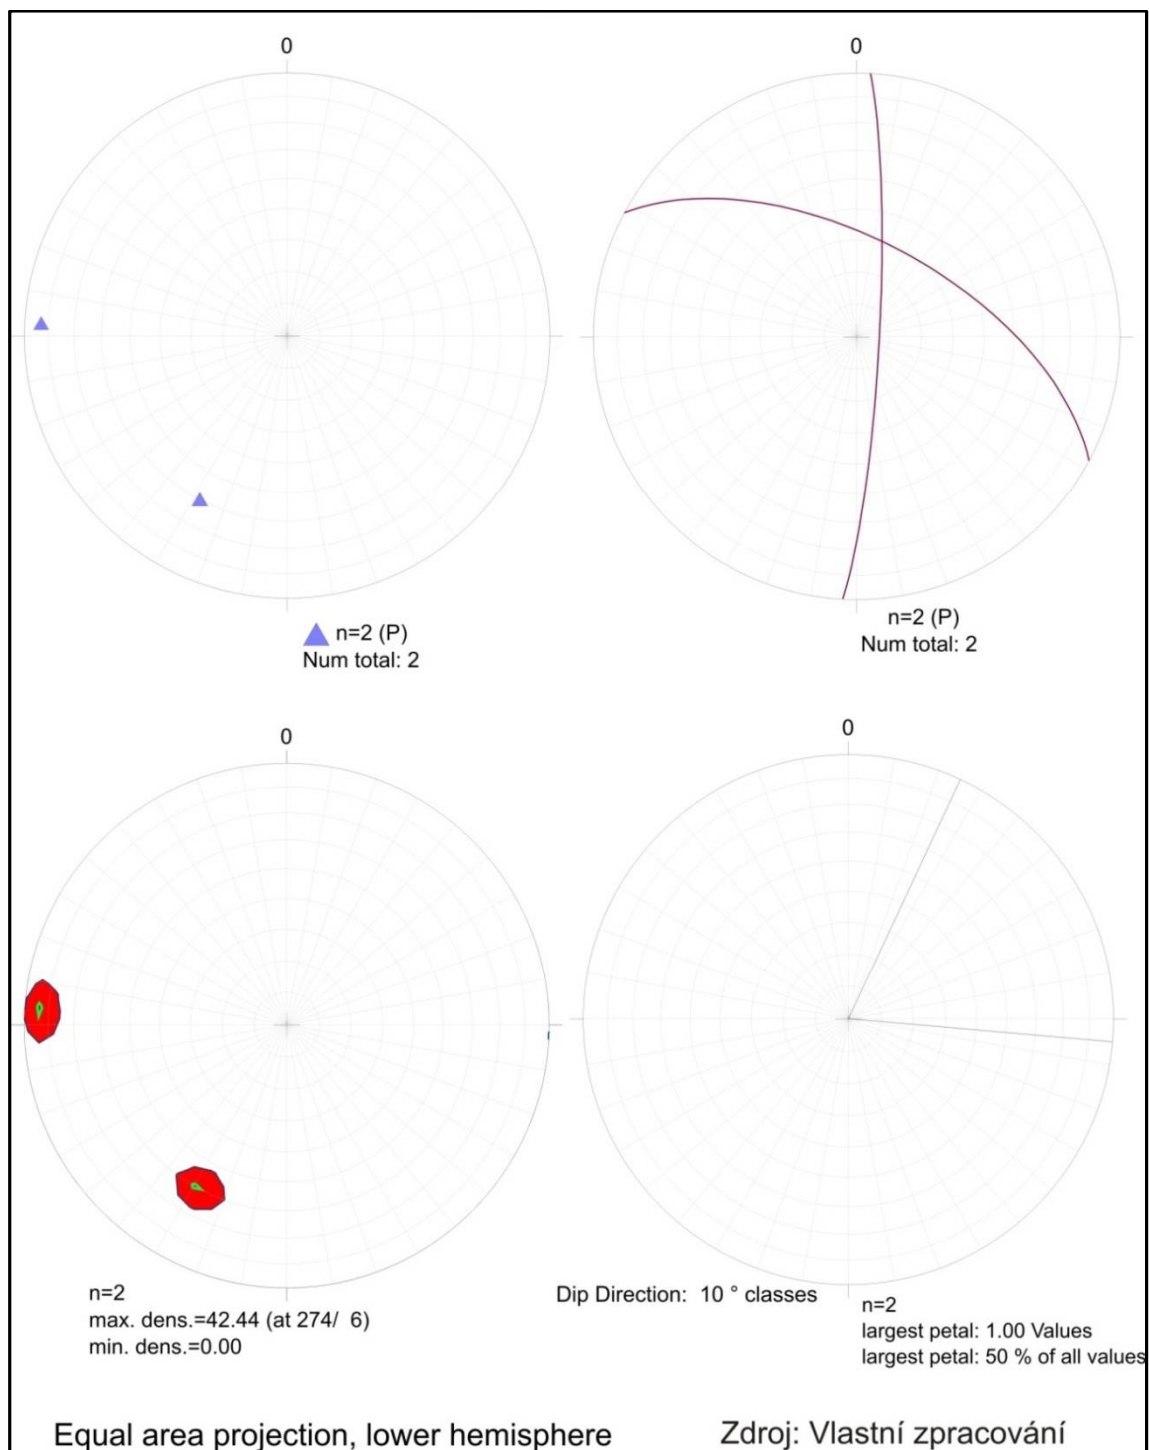 0
0
n=2 (P)
Num total: 2
n=2 (P)
Num total: 2
0
0
n=2
max. dens.=42.44 (at 274/  6)
min. dens.=0.00
Dip Direction:  10 ° classes
n=2
largest petal: 1.00 Values
largest petal: 50 % of all values
Equal area projection, lower hemisphere
Zdroj: Vlastní zpracování